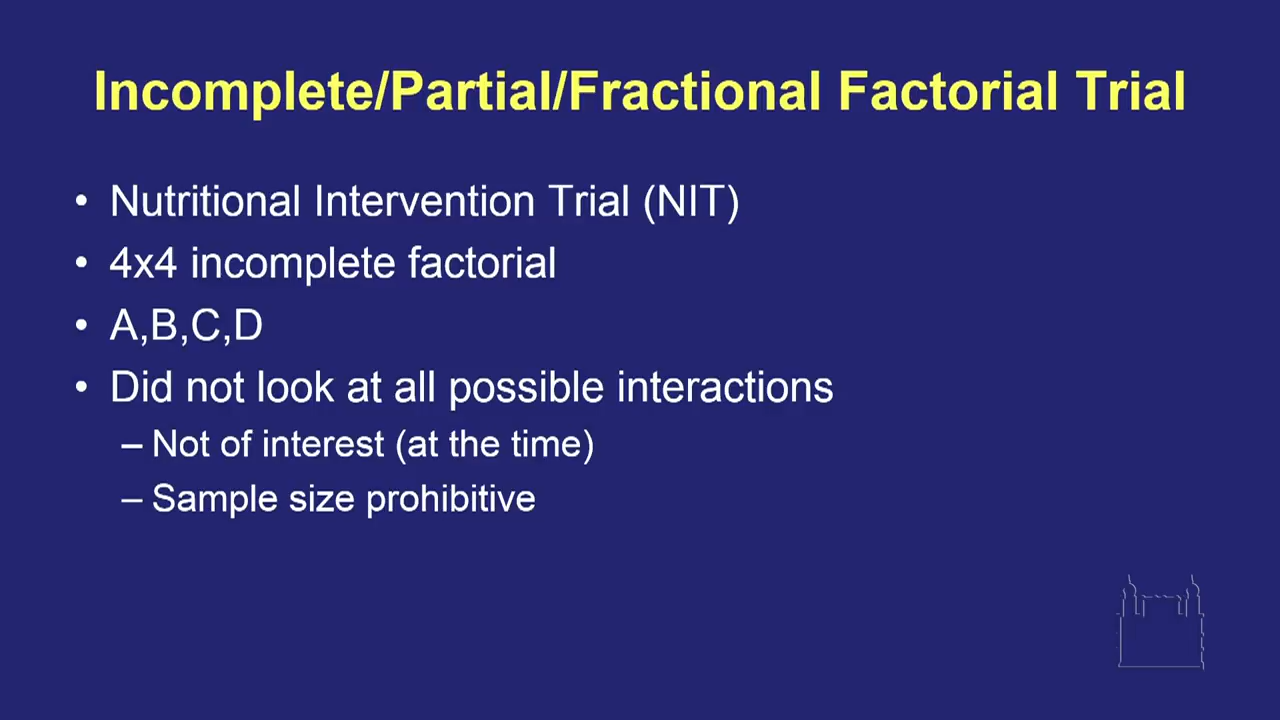 Incomplete/Partial/Fractional Factorial Trial
• Nutritional Intervention Trial (NIT)
• 4x4 incomplete factorial
• A,B,C,D
• Did not look at all possible interactions
– Not of interest (at the time)
– Sample size prohibitive